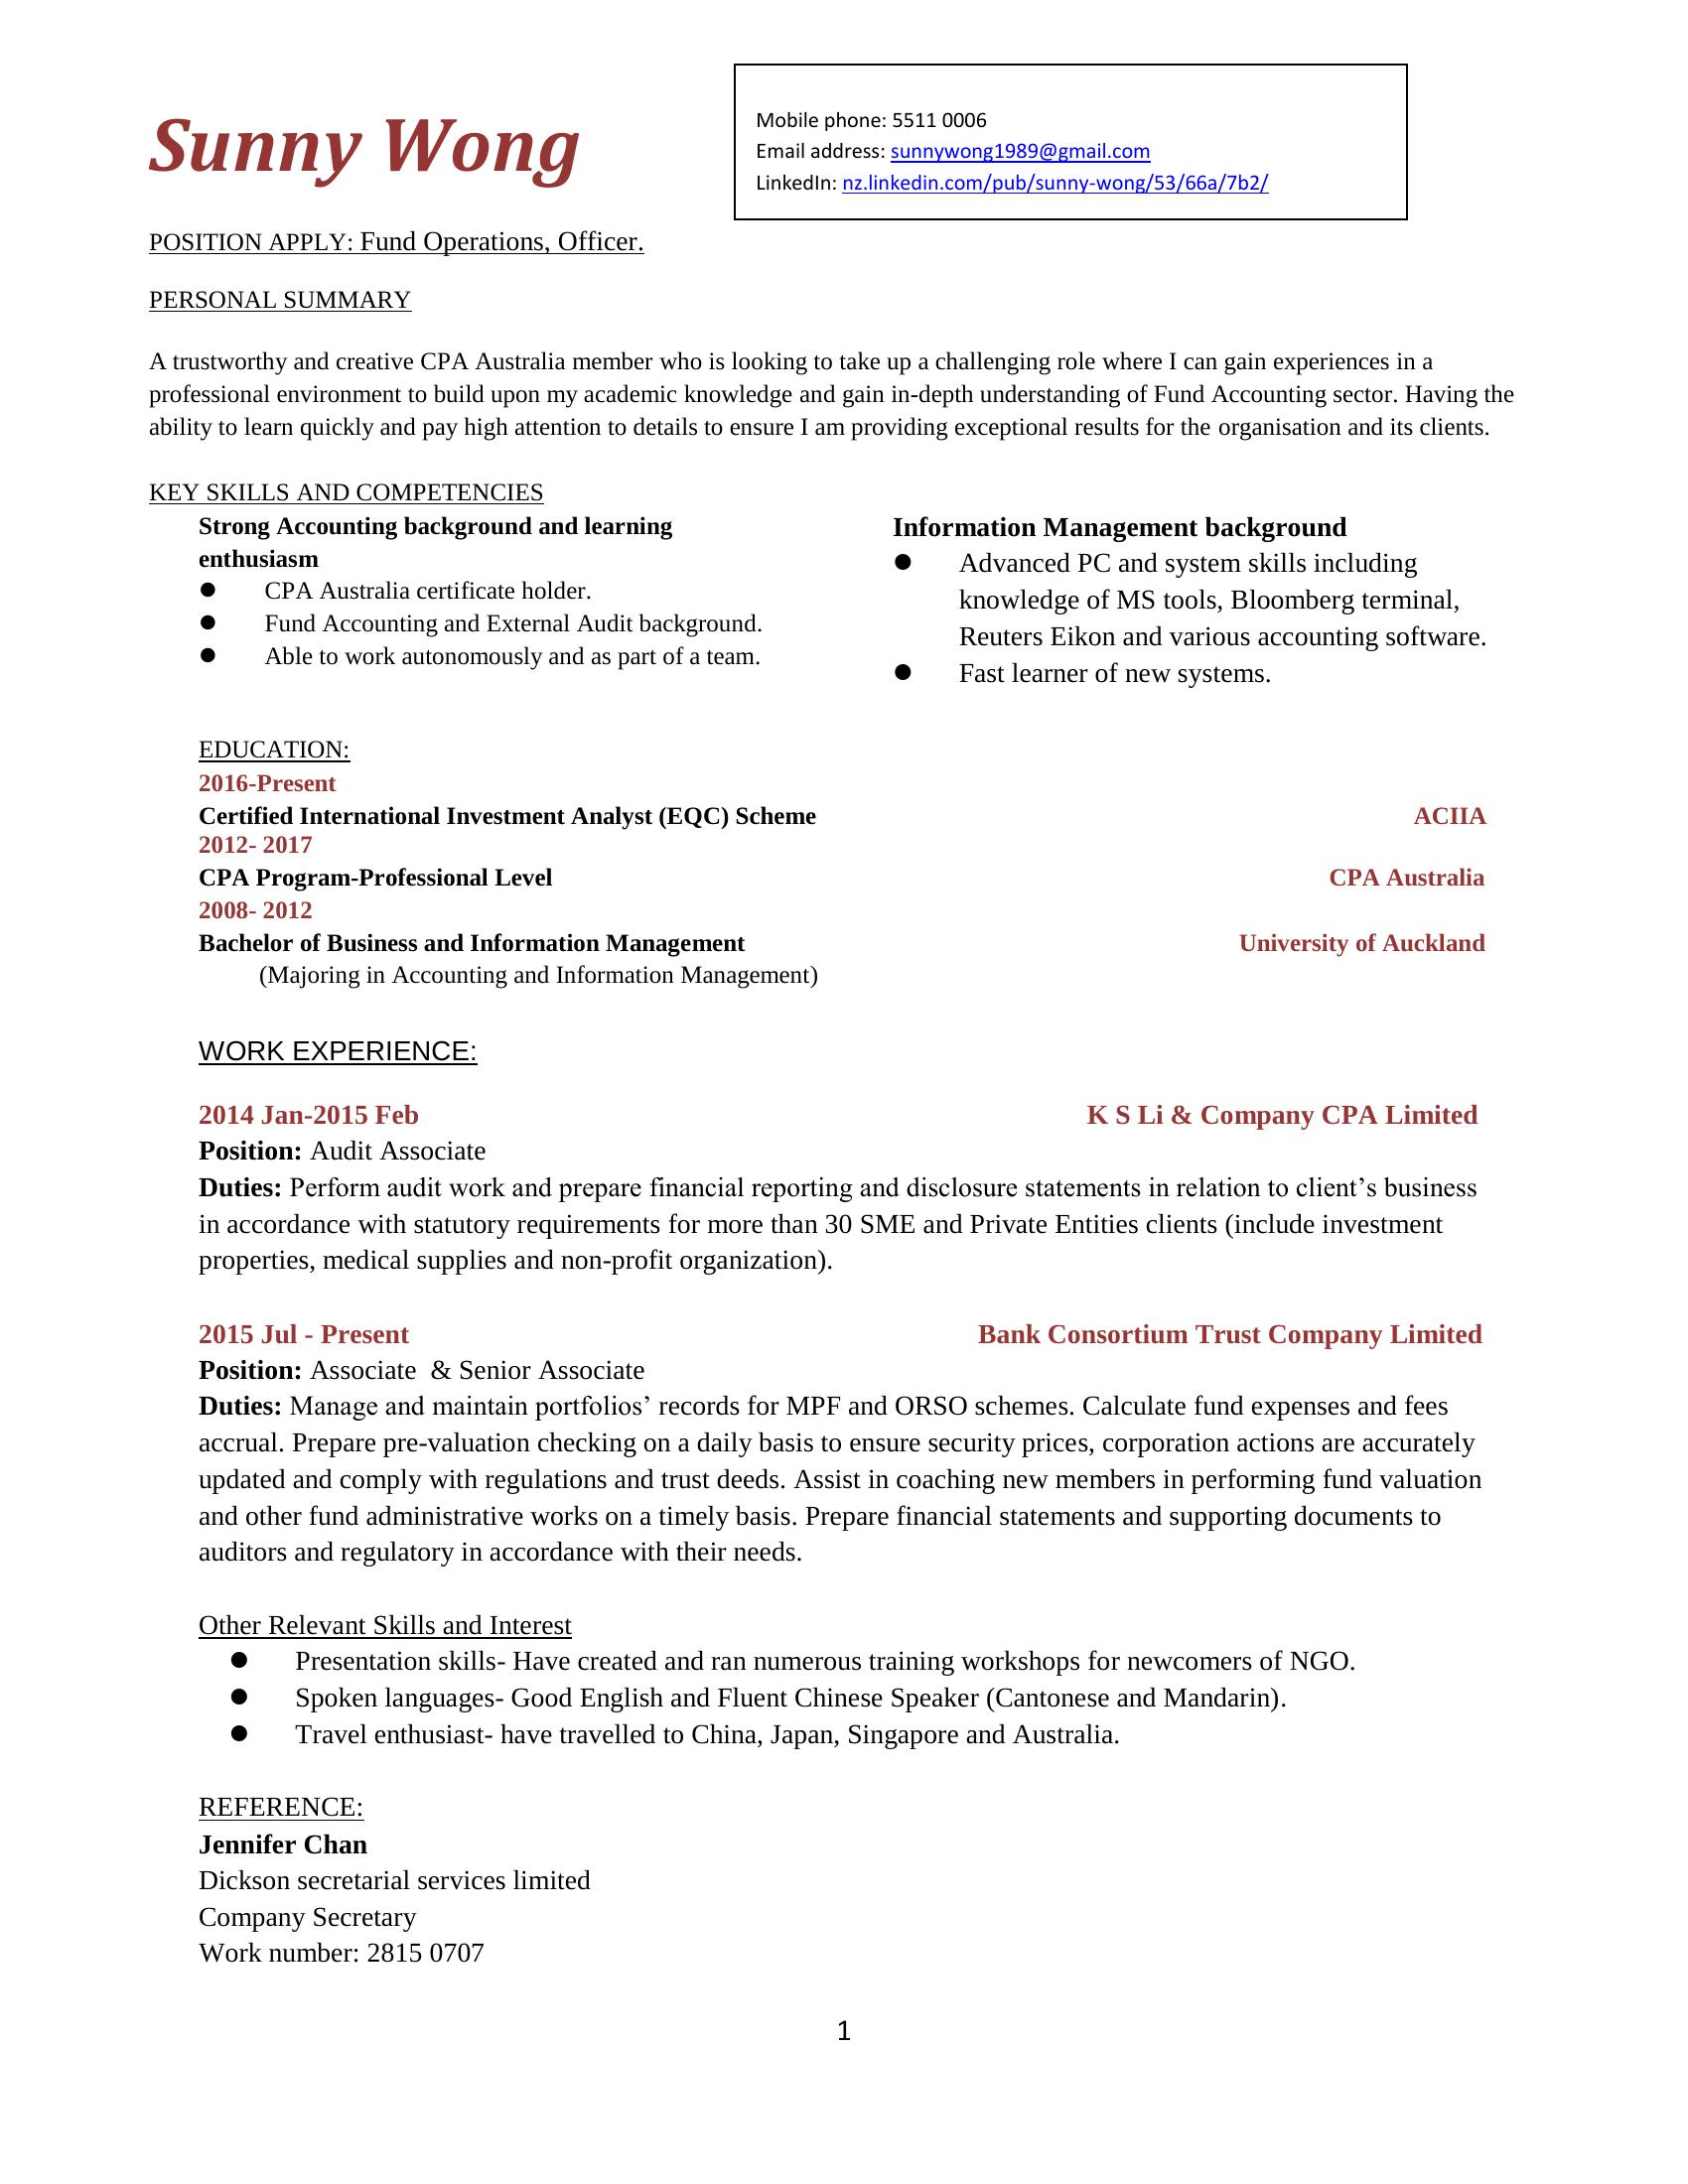 Sunny Wong
Mobile phone: 5511 0006
Email address: sunnywong1989@gmail.com
LinkedIn: nz.linkedin.com/pub/sunny-wong/53/66a/7b2/
POSITION APPLY: Fund Operations, Officer.
PERSONAL SUMMARY
A trustworthy and creative CPA Australia member who is looking to take up a challenging role where I can gain experiences in a
professional environment to build upon my academic knowledge and gain in-depth understanding of Fund Accounting sector. Having the
ability to learn quickly and pay high attention to details to ensure I am providing exceptional results for the organisation and its clients.
KEY SKILLS AND COMPETENCIES
Strong Accounting background and learning
enthusiasm
● CPA Australia certificate holder.
● Fund Accounting and External Audit background.
● Able to work autonomously and as part of a team.
Information Management background
● Advanced PC and system skills including
knowledge of MS tools, Bloomberg terminal,
Reuters Eikon and various accounting software.
● Fast learner of new systems.
EDUCATION:
2016-Present
Certified International Investment Analyst (EQC) Scheme ACIIA
2012- 2017
CPA Program-Professional Level CPA Australia
2008- 2012
Bachelor of Business and Information Management University of Auckland
(Majoring in Accounting and Information Management)
WORK EXPERIENCE:
2014 Jan-2015 Feb K S Li & Company CPA Limited
Position: Audit Associate
Duties: Perform audit work and prepare financial reporting and disclosure statements in relation to client’s business
in accordance with statutory requirements for more than 30 SME and Private Entities clients (include investment
properties, medical supplies and non-profit organization).
2015 Jul - Present Bank Consortium Trust Company Limited
Position: Associate & Senior Associate
Duties: Manage and maintain portfolios’ records for MPF and ORSO schemes. Calculate fund expenses and fees
accrual. Prepare pre-valuation checking on a daily basis to ensure security prices, corporation actions are accurately
updated and comply with regulations and trust deeds. Assist in coaching new members in performing fund valuation
and other fund administrative works on a timely basis. Prepare financial statements and supporting documents to
auditors and regulatory in accordance with their needs.
Other Relevant Skills and Interest
● Presentation skills- Have created and ran numerous training workshops for newcomers of NGO.
● Spoken languages- Good English and Fluent Chinese Speaker (Cantonese and Mandarin).
● Travel enthusiast- have travelled to China, Japan, Singapore and Australia.
REFERENCE:
Jennifer Chan
Dickson secretarial services limited
Company Secretary
Work number: 2815 0707
1